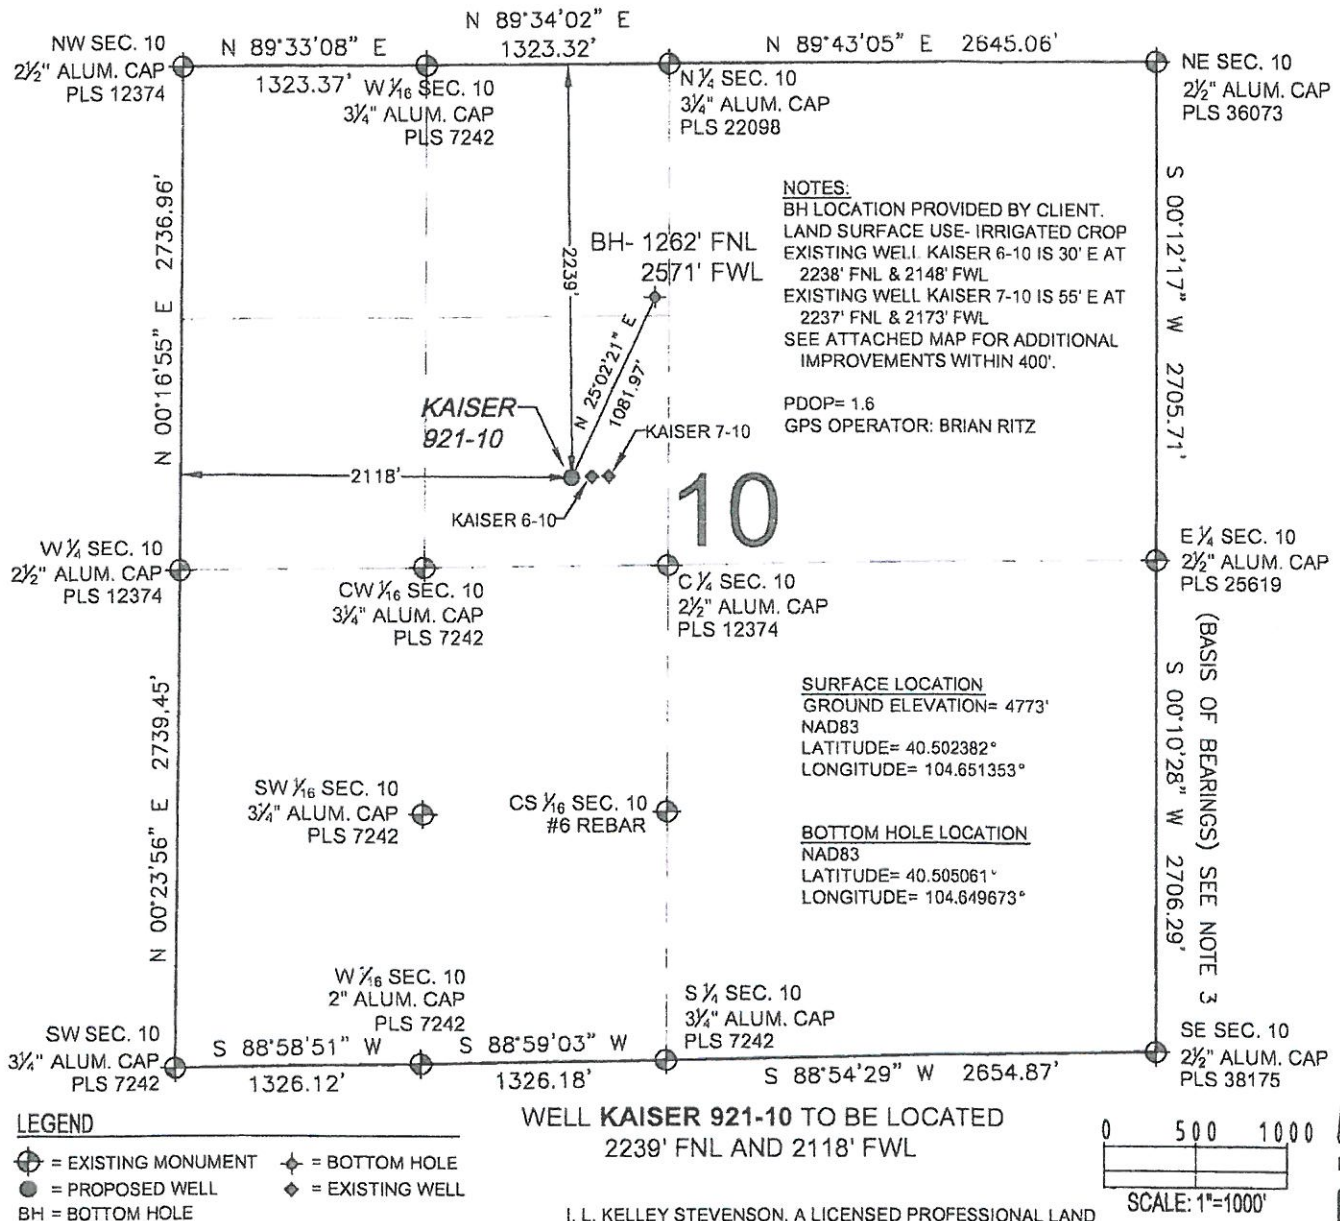 N 89°34'02" E
1323.32'
N 89°33'08" E
1323.37'
N 89°43'05" E 2645.06'
NW SEC. 10
2½" ALUM. CAP
PLS 12374
W 1/16 SEC. 10
3¼" ALUM. CAP
PLS 7242
N ¼ SEC. 10
3¼" ALUM. CAP
PLS 22098
NE SEC. 10
2½" ALUM. CAP
PLS 36073
N 00°16'55" E 2736.96'
S 00°12'17" W 2705.71'
NOTES:
BH LOCATION PROVIDED BY CLIENT.
LAND SURFACE USE- IRRIGATED CROP
EXISTING WELL KAISER 6-10 IS 30' E AT
2238' FNL & 2148' FWL
EXISTING WELL KAISER 7-10 IS 55' E AT
2237' FNL & 2173' FWL
SEE ATTACHED MAP FOR ADDITIONAL
IMPROVEMENTS WITHIN 400'.
PDOP= 1.6
GPS OPERATOR: BRIAN RITZ
BH- 1262' FNL
2571' FWL
2239'
N 25°02'21" E
1081.97'
KAISER
921-10
KAISER 7-10
2118'
KAISER 6-10
10
W ¼ SEC. 10
2½" ALUM. CAP
PLS 12374
CW 1/16 SEC. 10
3¼" ALUM. CAP
PLS 7242
C ¼ SEC. 10
2½" ALUM. CAP
PLS 12374
E ¼ SEC. 10
2½" ALUM. CAP
PLS 25619
N 00°23'56" E 2739.45'
S 00°10'28" W 2706.29'
(BASIS OF BEARINGS) SEE NOTE 3
SURFACE LOCATION
GROUND ELEVATION= 4773'
NAD83
LATITUDE= 40.502382°
LONGITUDE= 104.651353°
SW 1/16 SEC. 10
3¼" ALUM. CAP
PLS 7242
CS 1/16 SEC. 10
#6 REBAR
BOTTOM HOLE LOCATION
NAD83
LATITUDE= 40.505061°
LONGITUDE= 104.649673°
W 1/16 SEC. 10
2" ALUM. CAP
PLS 7242
S ¼ SEC. 10
3¼" ALUM. CAP
PLS 7242
SW SEC. 10
3¼" ALUM. CAP
PLS 7242
SE SEC. 10
2½" ALUM. CAP
PLS 38175
S 88°58'51" W
1326.12'
S 88°59'03" W
1326.18'
S 88°54'29" W 2654.87'
LEGEND
= EXISTING MONUMENT
= BOTTOM HOLE
= PROPOSED WELL
= EXISTING WELL
BH = BOTTOM HOLE
WELL KAISER 921-10 TO BE LOCATED
2239' FNL AND 2118' FWL
0 500 1000
SCALE: 1"=1000'
I, L. KELLEY STEVENSON, A LICENSED PROFESSIONAL LAND